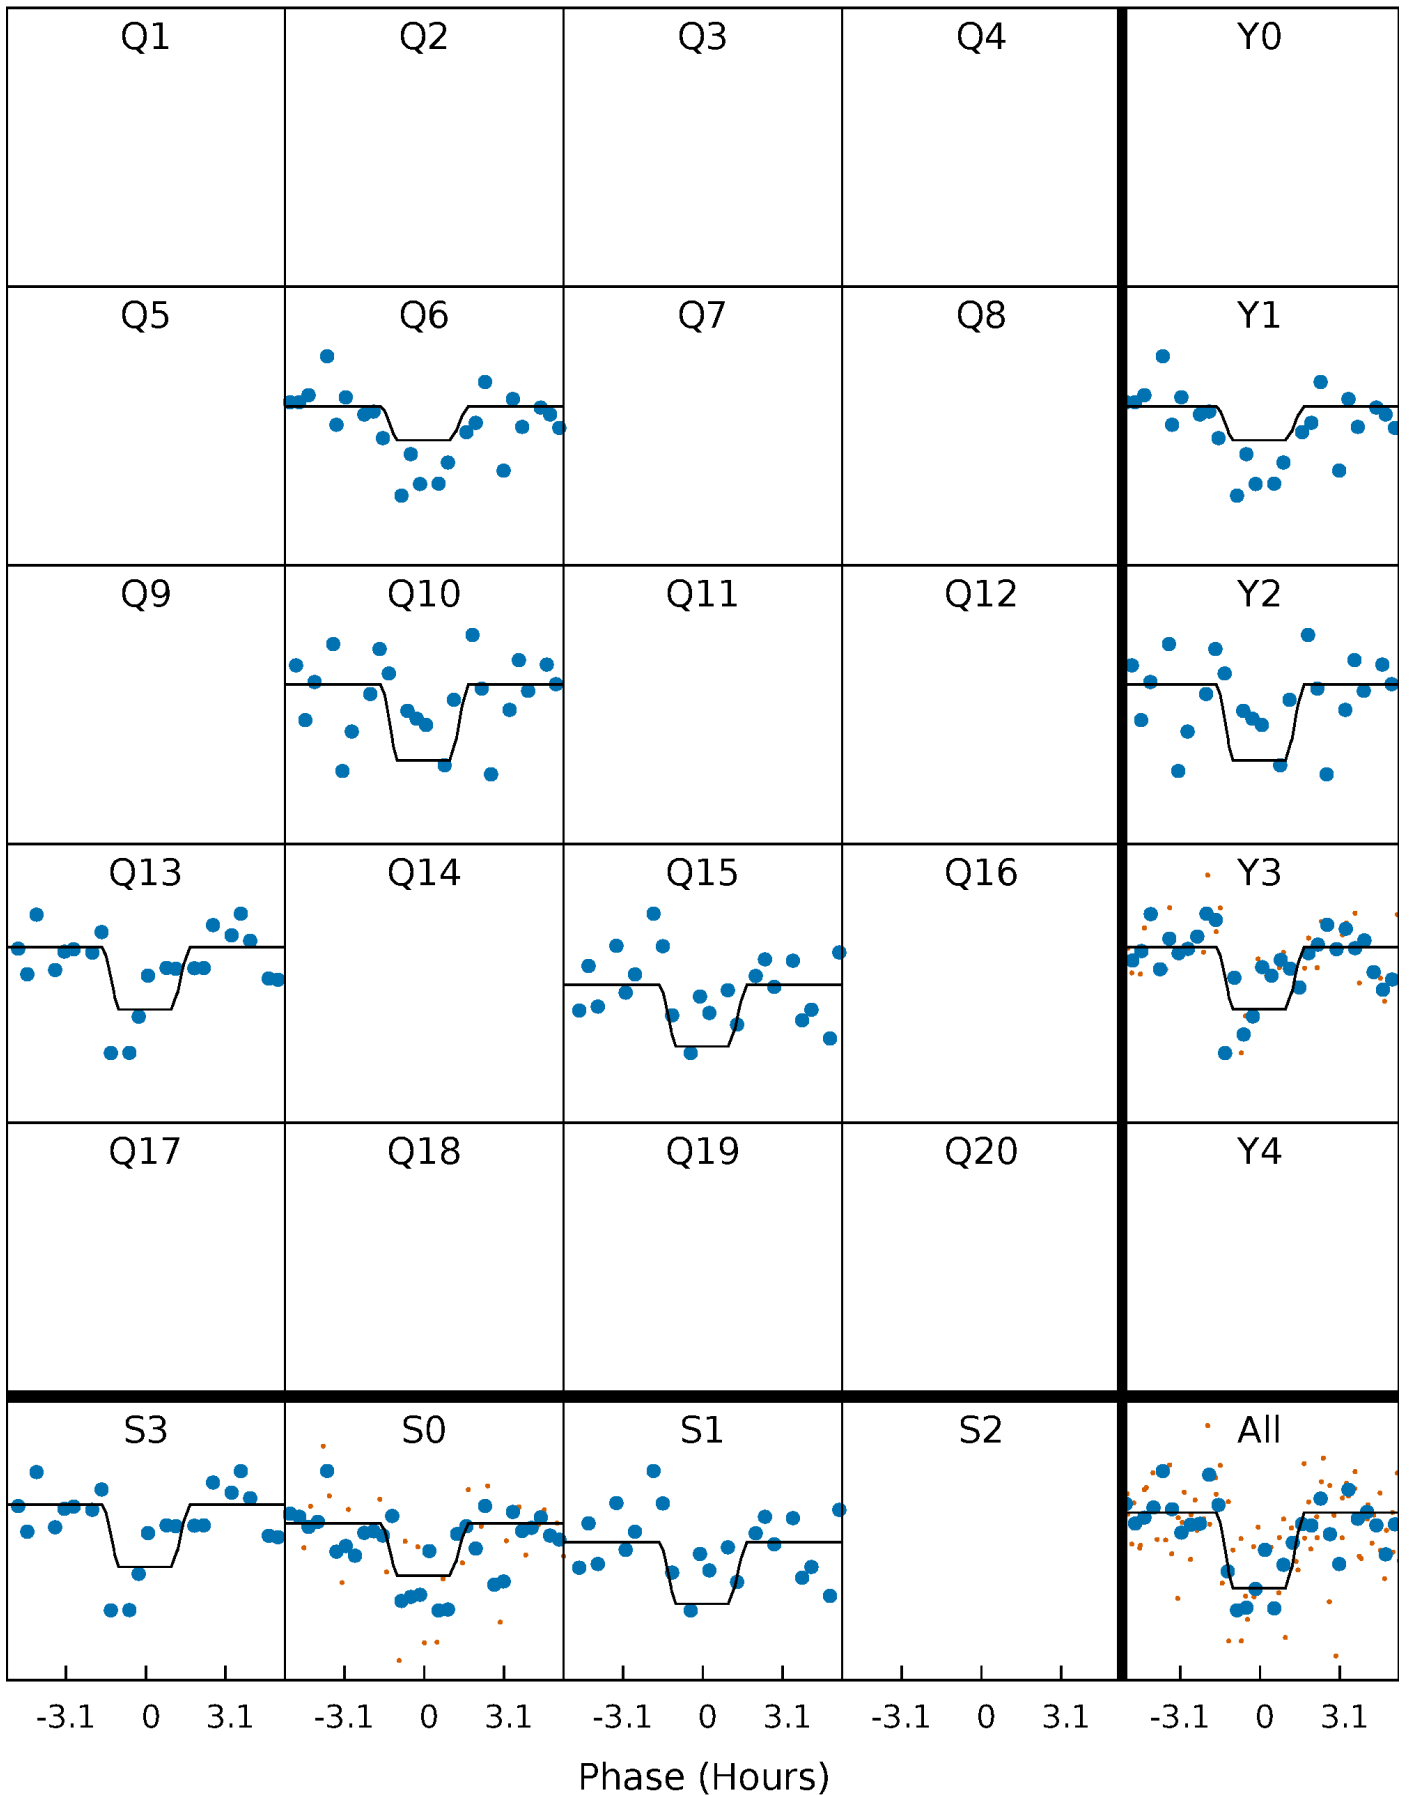 Q1 Q2 Q3 Q4 Y0
Q5 Q6 Q7 Q8 Y1
Q9 Q10 Q11 Q12 Y2
Q13 Q14 Q15 Q16 Y3
Q17 Q18 Q19 Q20 Y4
S3 S0 S1 S2 All
-3.1 0 3.1 -3.1 0 3.1 -3.1 0 3.1 -3.1 0 3.1 -3.1 0 3.1
Phase (Hours)